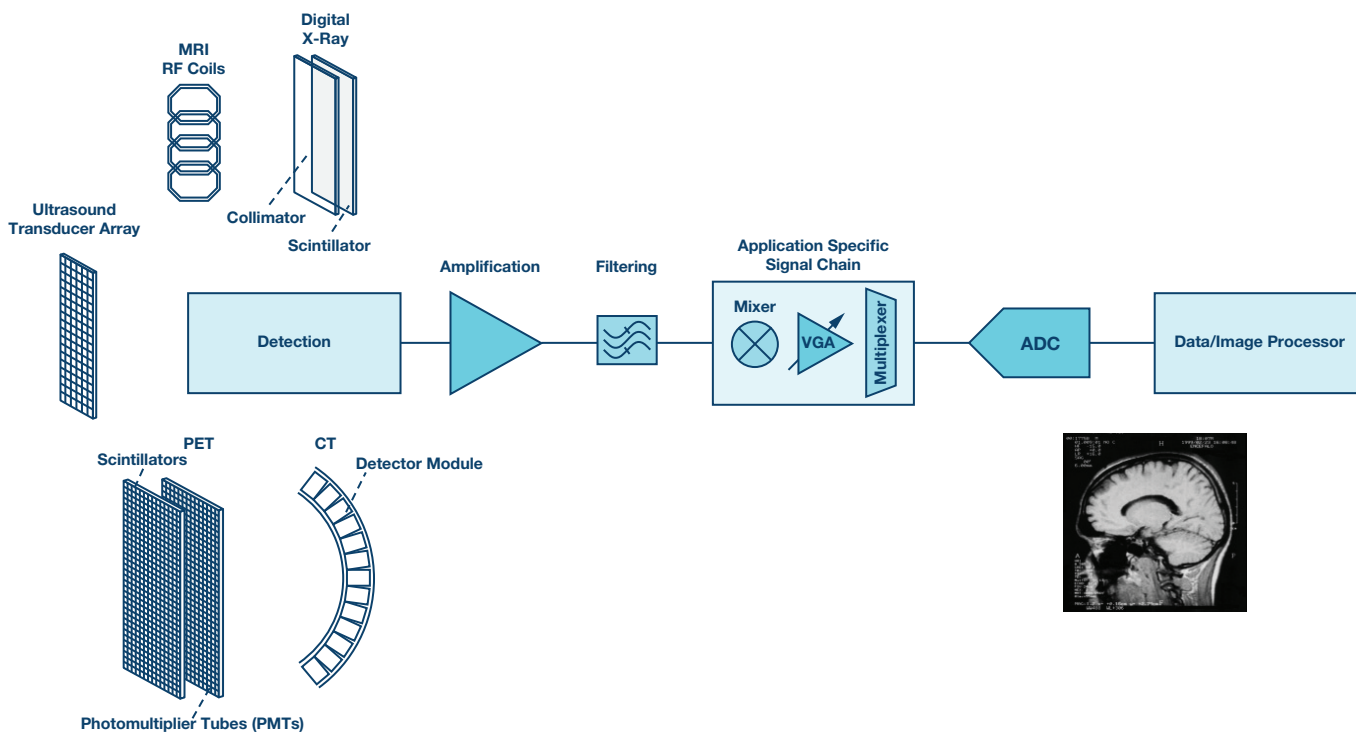 Digital
X-Ray
MRI
RF Coils
Collimator
Scintillator
Ultrasound
Transducer Array
Amplification
Filtering
Application Specific
Signal Chain
Detection
Mixer
VGA
Multiplexer
ADC
Data/Image Processor
PET
Scintillators
CT
Detector Module
Photomultiplier Tubes (PMTs)